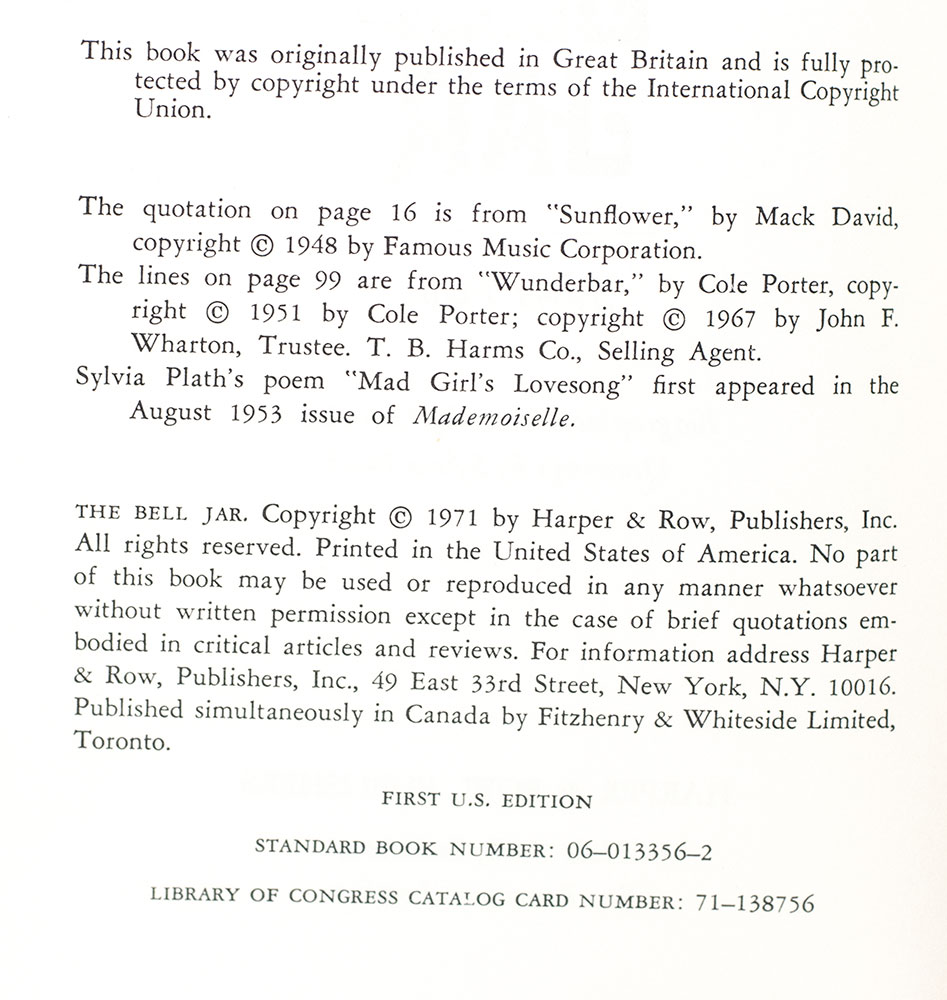 This book was originally published in Great Britain and is fully pro-
tected by copyright under the terms of the International Copyright
Union.
The quotation on page 16 is from "Sunflower," by Mack David,
copyright © 1948 by Famous Music Corporation.
The lines on page 99 are from "Wunderbar," by Cole Porter, copy-
right © 1951 by Cole Porter; copyright © 1967 by John F.
Wharton, Trustee. T. B. Harms Co., Selling Agent.
Sylvia Plath's poem "Mad Girl's Lovesong" first appeared in the
August 1953 issue of Mademoiselle.
THE BELL JAR. Copyright © 1971 by Harper & Row, Publishers, Inc.
All rights reserved. Printed in the United States of America. No part
of this book may be used or reproduced in any manner whatsoever
without written permission except in the case of brief quotations em-
bodied in critical articles and reviews. For information address Harper
& Row, Publishers, Inc., 49 East 33rd Street, New York, N.Y. 10016.
Published simultaneously in Canada by Fitzhenry & Whiteside Limited,
Toronto.
FIRST U.S. EDITION
STANDARD BOOK NUMBER: 06–013356–2
LIBRARY OF CONGRESS CATALOG CARD NUMBER: 71–138756